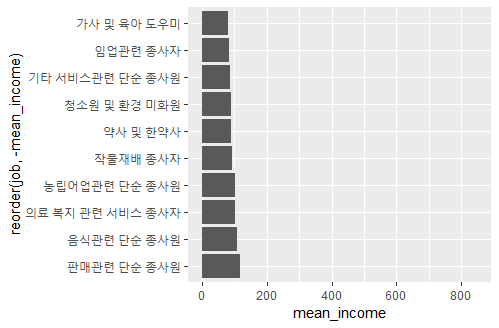 가사 및 육아 도우미
임업관련 종사자
기타 서비스관련 단순 종사원
청소원 및 환경 미화원
약사 및 한약사
작물재배 종사자
농림어업관련 단순 종사원
의료 복지 관련 서비스 종사자
음식관련 단순 종사원
판매관련 단순 종사원
reorder(job, -mean_income)
0 200 400 600 800
mean_income